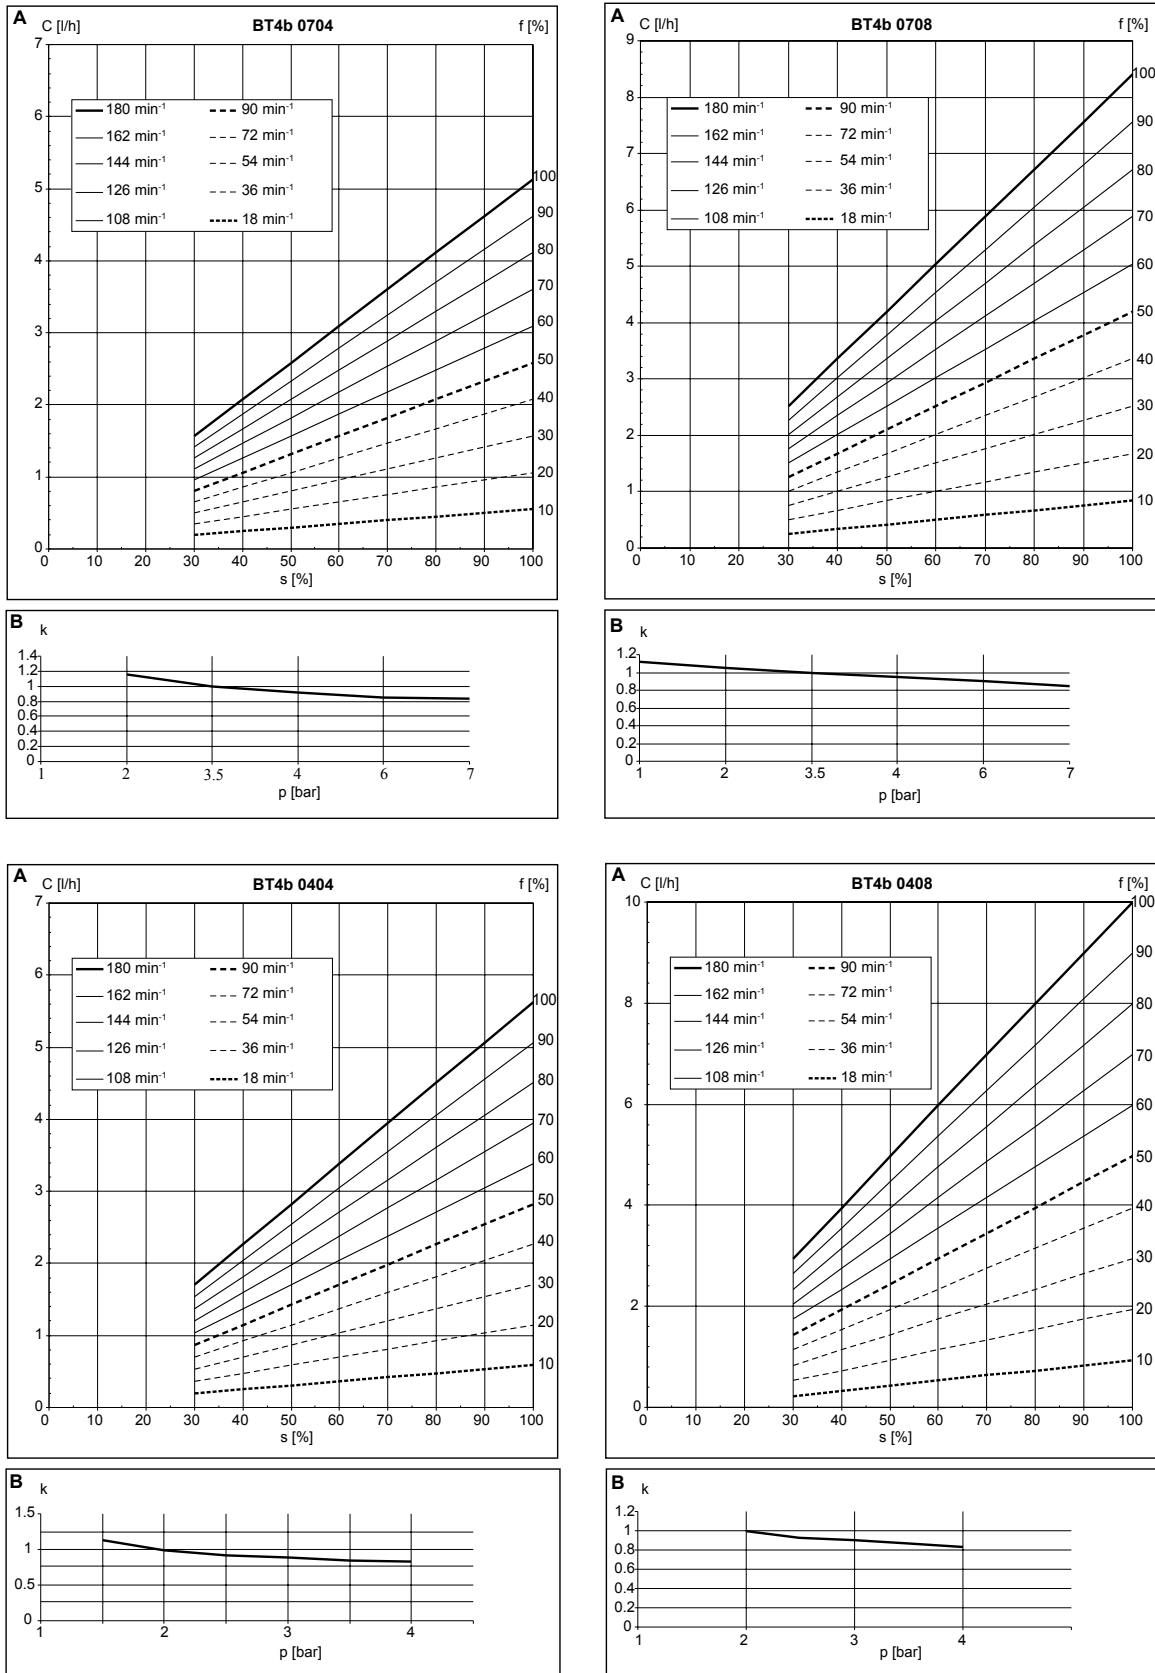 A
C [l/h] BT4b 0704 f [%]
7
6
5
4
3
2
1
0
180 min-1 90 min-1
162 min-1 72 min-1
144 min-1 54 min-1
126 min-1 36 min-1
108 min-1 18 min-1
100
90
80
70
60
50
40
30
20
10
0 10 20 30 40 50 60 70 80 90 100
s [%]
B
k
1.4
1.2
1
0.8
0.6
0.4
0.2
0
1 2 3.5 4 6 7
p [bar]
A
C [l/h] BT4b 0708 f [%]
9
8
7
6
5
4
3
2
1
0
180 min-1 90 min-1
162 min-1 72 min-1
144 min-1 54 min-1
126 min-1 36 min-1
108 min-1 18 min-1
100
90
80
70
60
50
40
30
20
10
0 10 20 30 40 50 60 70 80 90 100
s [%]
B
k
1.2
1
0.8
0.6
0.4
0.2
0
1 2 3.5 4 6 7
p [bar]
A
C [l/h] BT4b 0404 f [%]
7
6
5
4
3
2
1
0
180 min-1 90 min-1
162 min-1 72 min-1
144 min-1 54 min-1
126 min-1 36 min-1
108 min-1 18 min-1
100
90
80
70
60
50
40
30
20
10
0 10 20 30 40 50 60 70 80 90 100
s [%]
B
k
1.5
1
0.5
0
1 2 3 4
p [bar]
A
C [l/h] BT4b 0408 f [%]
10
8
6
4
2
0
180 min-1 90 min-1
162 min-1 72 min-1
144 min-1 54 min-1
126 min-1 36 min-1
108 min-1 18 min-1
100
90
80
70
60
50
40
30
20
10
0 10 20 30 40 50 60 70 80 90 100
s [%]
B
k
1.2
1
0.8
0.6
0.4
0.2
0
1 2 3 4
p [bar]